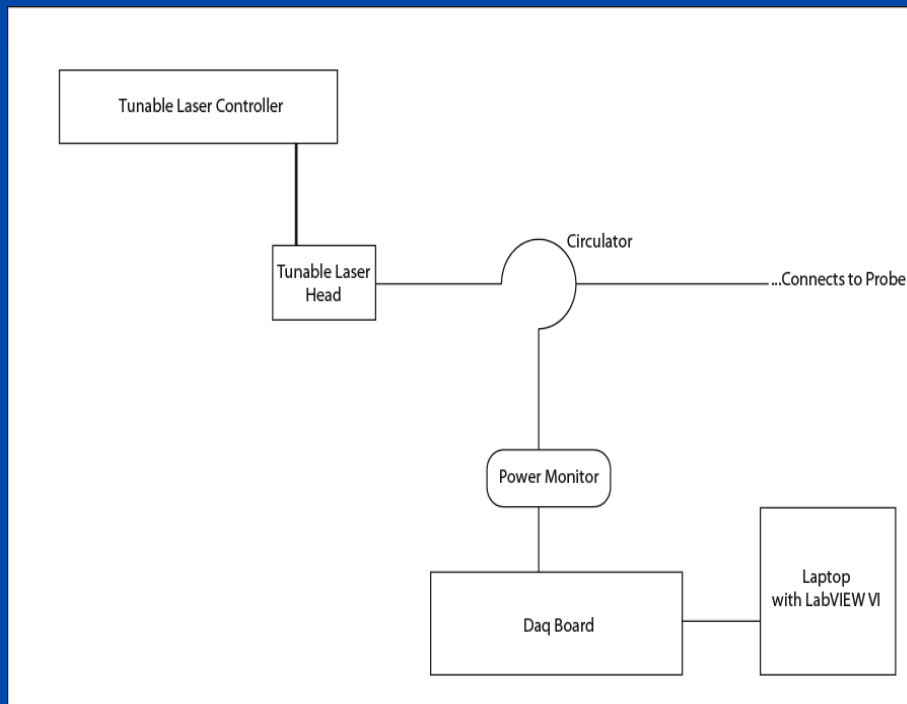 Tunable Laser Controller
Tunable Laser
Head
Circulator
...Connects to Probe
Power Monitor
Daq Board
Laptop
with LabVIEW VI